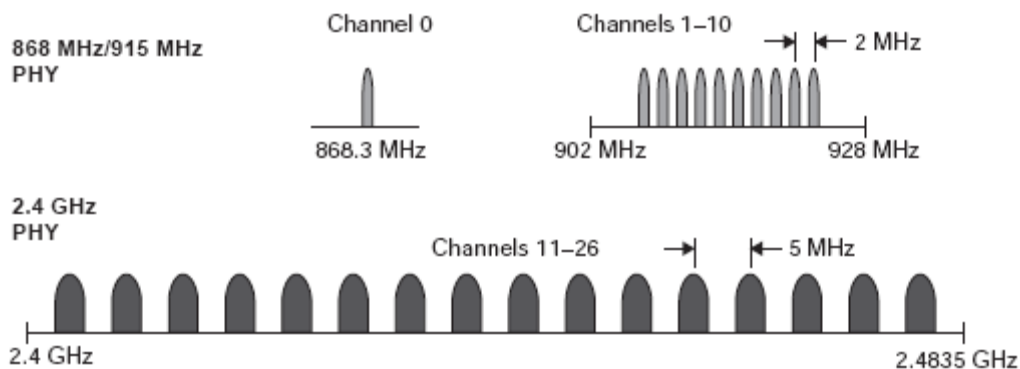 868 MHz/915 MHz
PHY
Channel 0
Channels 1–10
2 MHz
868.3 MHz
902 MHz
928 MHz
2.4 GHz
PHY
Channels 11–26
5 MHz
2.4 GHz
2.4835 GHz